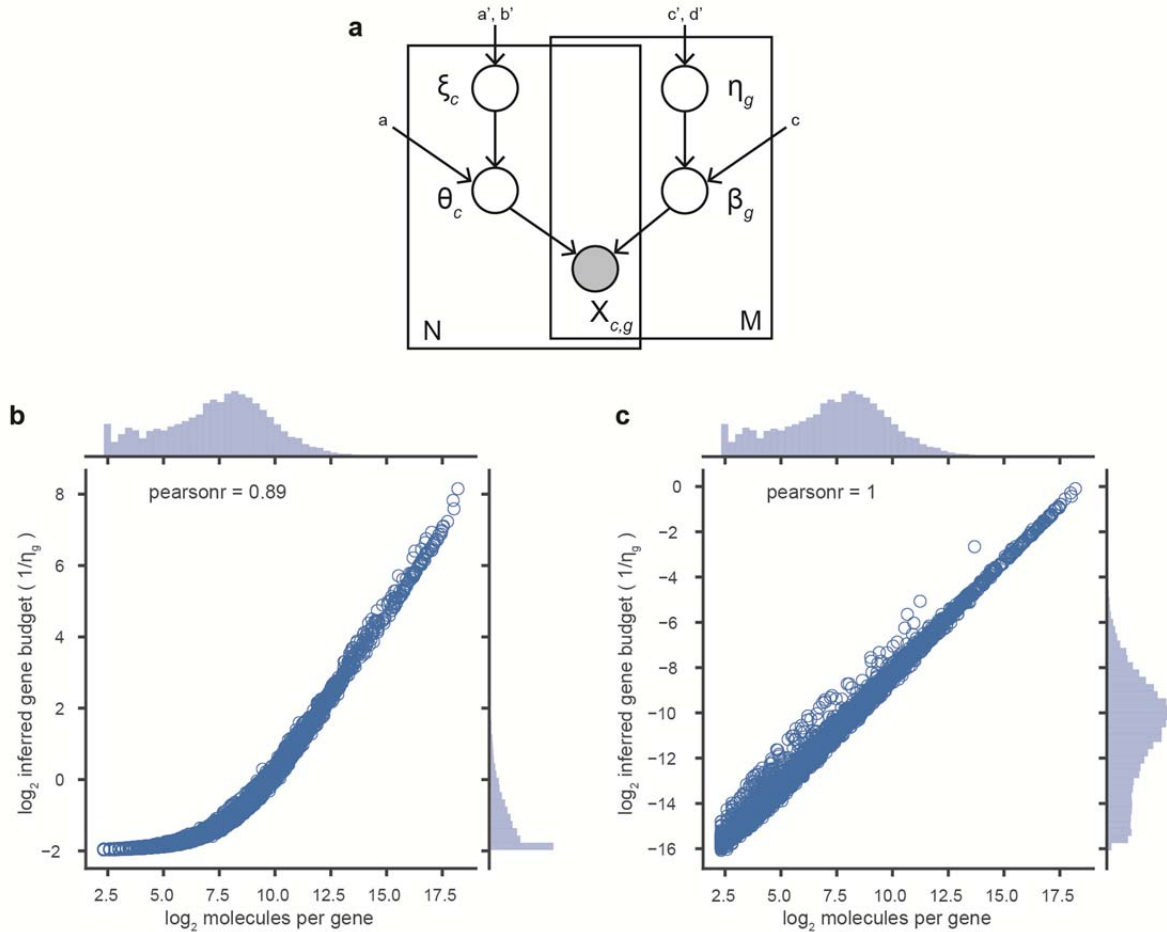 a
a', b'
c', d'
ξc
ηg
a
c
θc
βg
Xc,g
N
M
b
pearsonr = 0.89
8
6
4
2
0
−2
log2 inferred gene budget ( 1/ηg )
2.5 5.0 7.5 10.0 12.5 15.0 17.5
log2 molecules per gene
c
pearsonr = 1
0
−2
−4
−6
−8
−10
−12
−14
−16
log2 inferred gene budget ( 1/ηg )
2.5 5.0 7.5 10.0 12.5 15.0 17.5
log2 molecules per gene